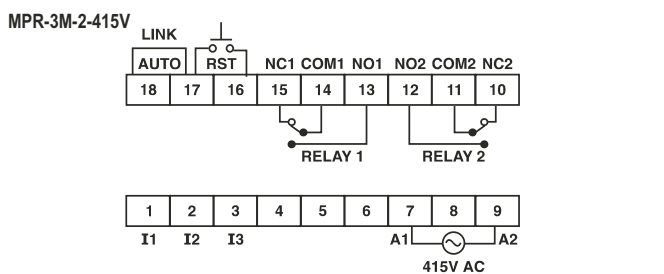 MPR-3M-2-415V
LINK
AUTO RST NC1 COM1 NO1 NO2 COM2 NC2
18 17 16 15 14 13 12 11 10
RELAY 1 RELAY 2
1 2 3 4 5 6 7 8 9
I1 I2 I3 A1 A2
415V AC